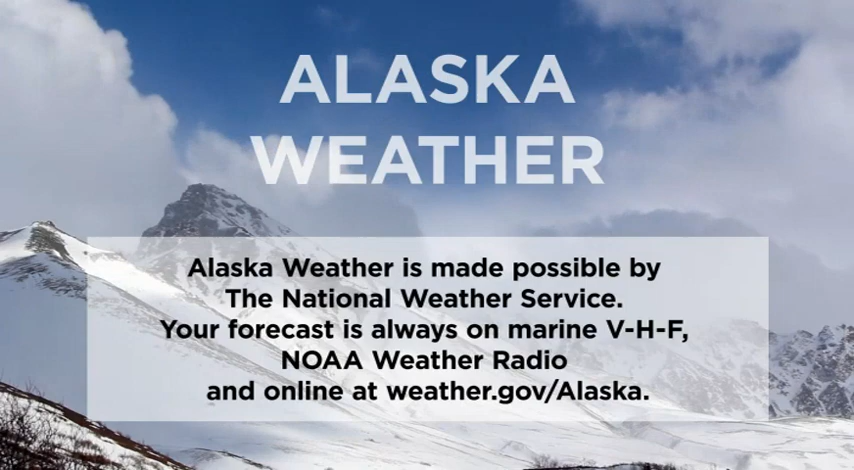 ALASKA
WEATHER
Alaska Weather is made possible by
The National Weather Service.
Your forecast is always on marine V-H-F,
NOAA Weather Radio
and online at weather.gov/Alaska.